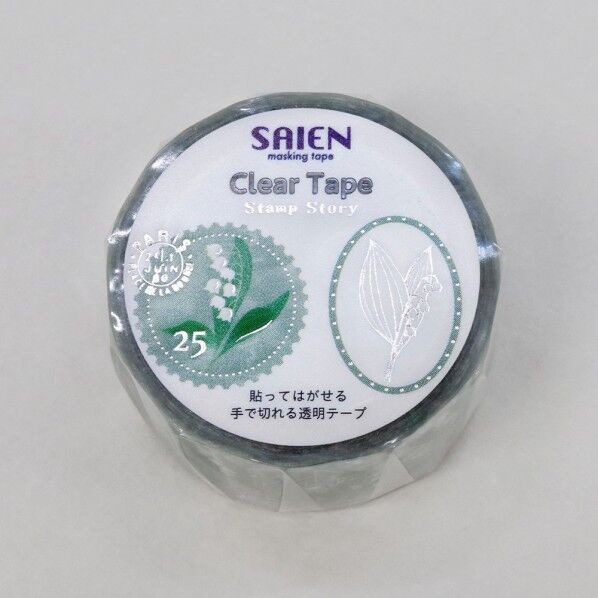 SAIEN
masking tape
Clear Tape
Stamp Story
PARIS
JUIN
25
貼ってはがせる
手で切れる透明テープ